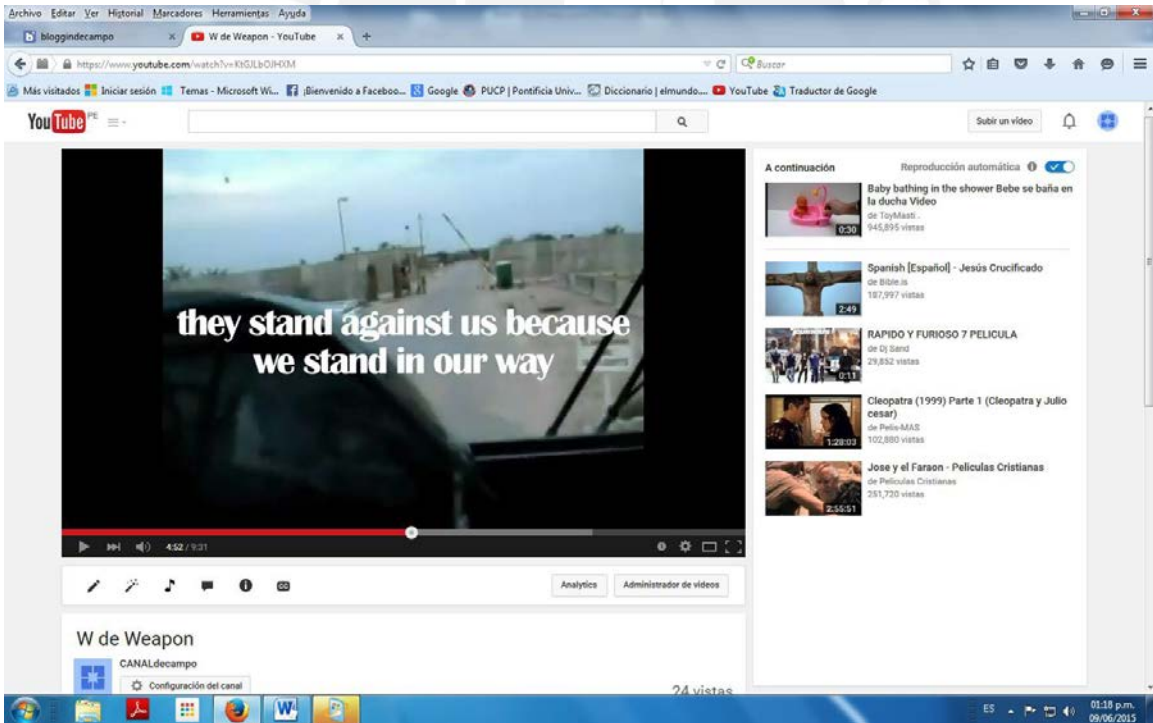 Archivo Editar Ver Historial Marcadores Herramientas Ayuda
bloggindecampo x W de Weapon - YouTube x +
https://www.youtube.com/watch?v=KtGJLbOJHXM Buscar
Más visitados Iniciar sesión Temas - Microsoft Wi... ¡Bienvenido a Faceboo... Google PUCP | Pontificia Univ... Diccionario | elmundo.... YouTube Traductor de Google
YouTube PE Subir un vídeo
they stand against us because
we stand in our way
4:52 / 9:31
Analytics Administrador de vídeos
W de Weapon
CANALdecampo
Configuración del canal
24 vistas
A continuación Reproducción automática
Baby bathing in the shower Bebe se baña en
la ducha Video
de ToyMasti .
945,895 vistas
0:30
Spanish [Español] - Jesús Crucificado
de Bible.is
187,997 vistas
2:49
RAPIDO Y FURIOSO 7 PELICULA
de Dj Sand
29,852 vistas
0:11
Cleopatra (1999) Parte 1 (Cleopatra y Julio
cesar)
de Pelis-MAS
102,880 vistas
1:28:03
Jose y el Faraon - Peliculas Cristianas
de Peliculas Cristianas
251,720 vistas
2:55:51
ES 01:18 p.m.
09/06/2015